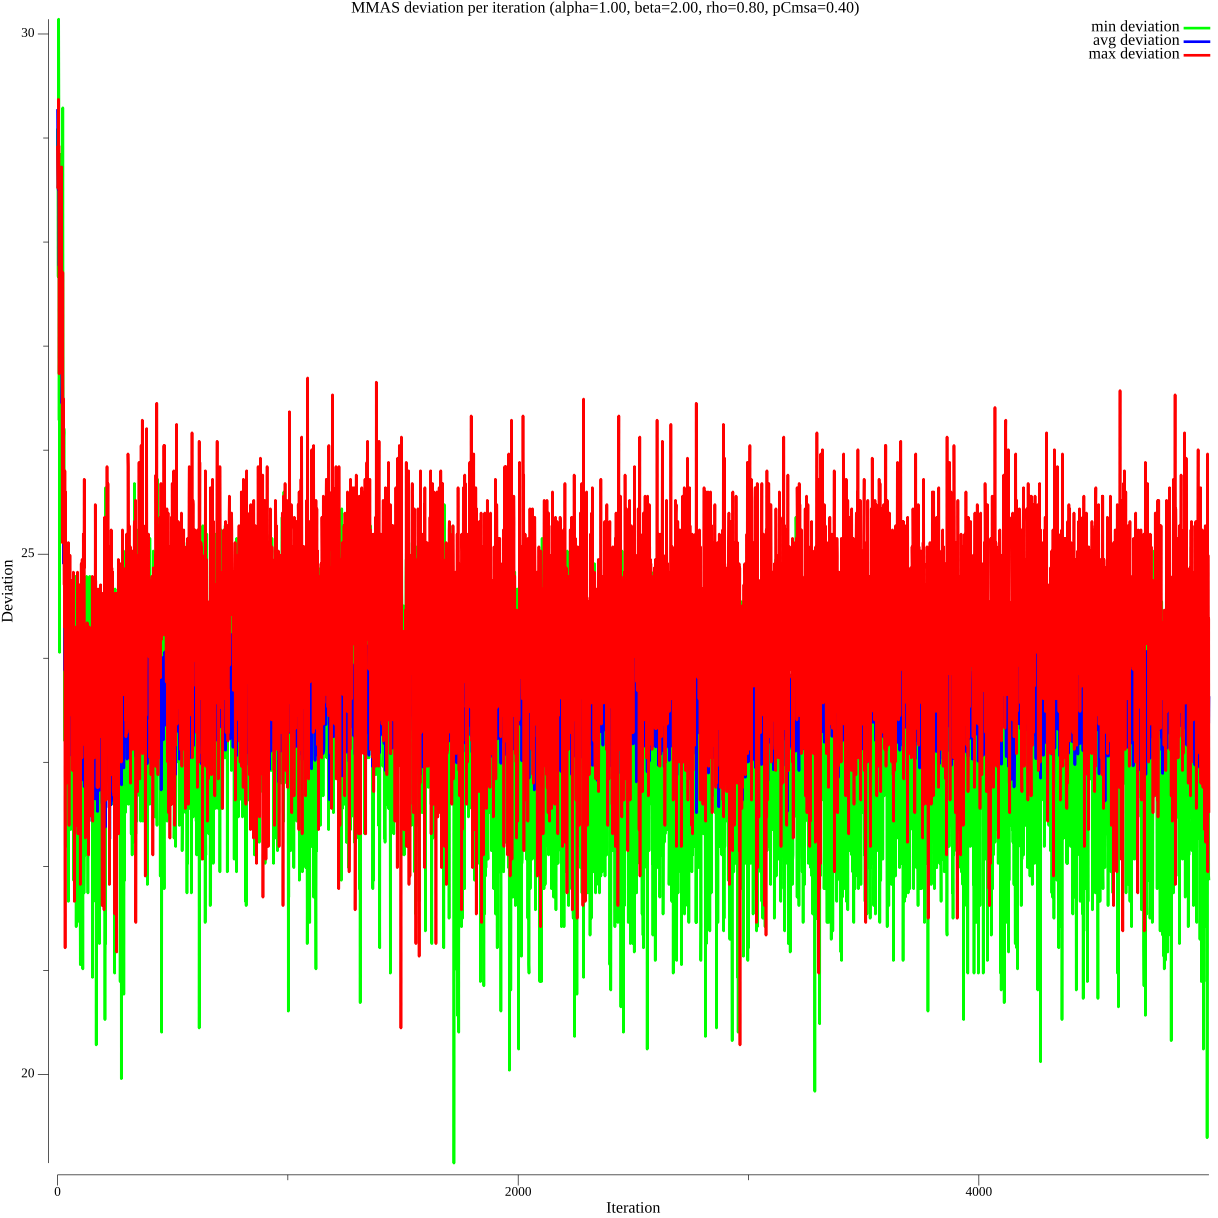 MMAS deviation per iteration (alpha=1.00, beta=2.00, rho=0.80, pCmsa=0.40)
min deviation
avg deviation
max deviation
30
25
20
Deviation
0
2000
4000
Iteration